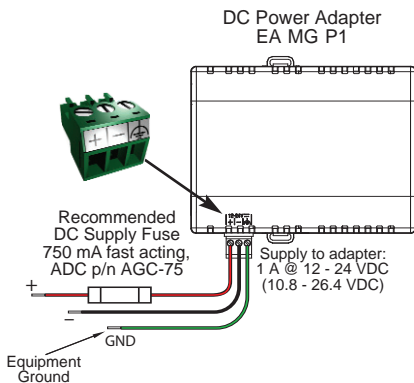 DC Power Adapter
EA MG P1
+ −
Recommended
DC Supply Fuse
750 mA fast acting,
ADC p/n AGC-75
Supply to adapter:
1 A @ 12 - 24 VDC
(10.8 - 26.4 VDC)
+
−
GND
Equipment
Ground